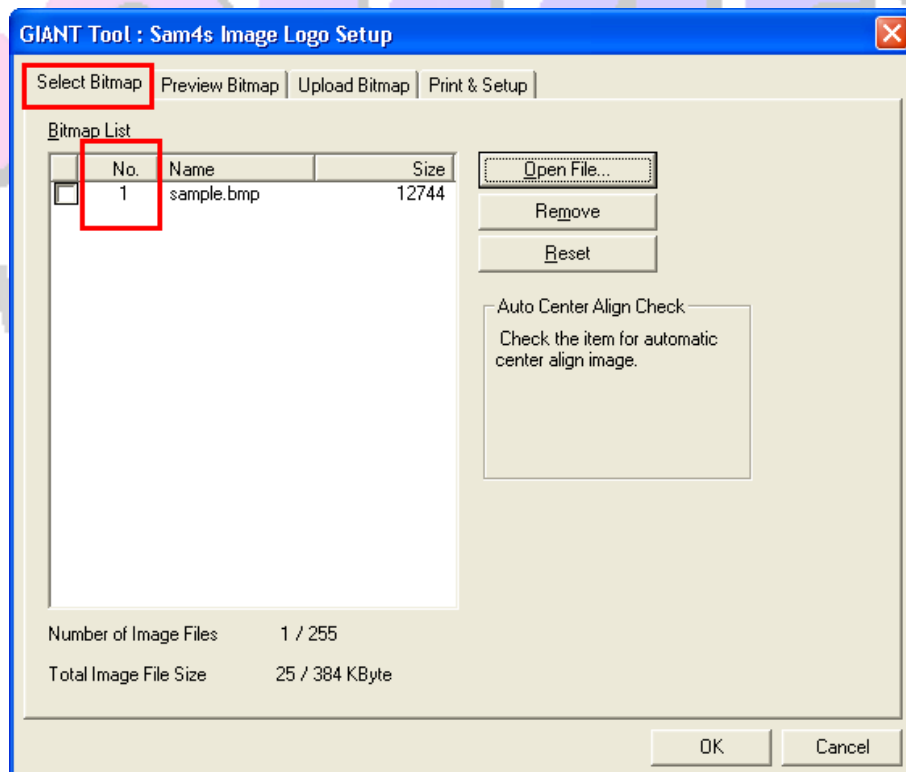 GIANT Tool : Sam4s Image Logo Setup
Select Bitmap Preview Bitmap Upload Bitmap Print & Setup
Bitmap List
No. Name Size
1 sample.bmp 12744
Open File...
Remove
Reset
Auto Center Align Check
Check the item for automatic
center align image.
Number of Image Files 1 / 255
Total Image File Size 25 / 384 KByte
OK Cancel